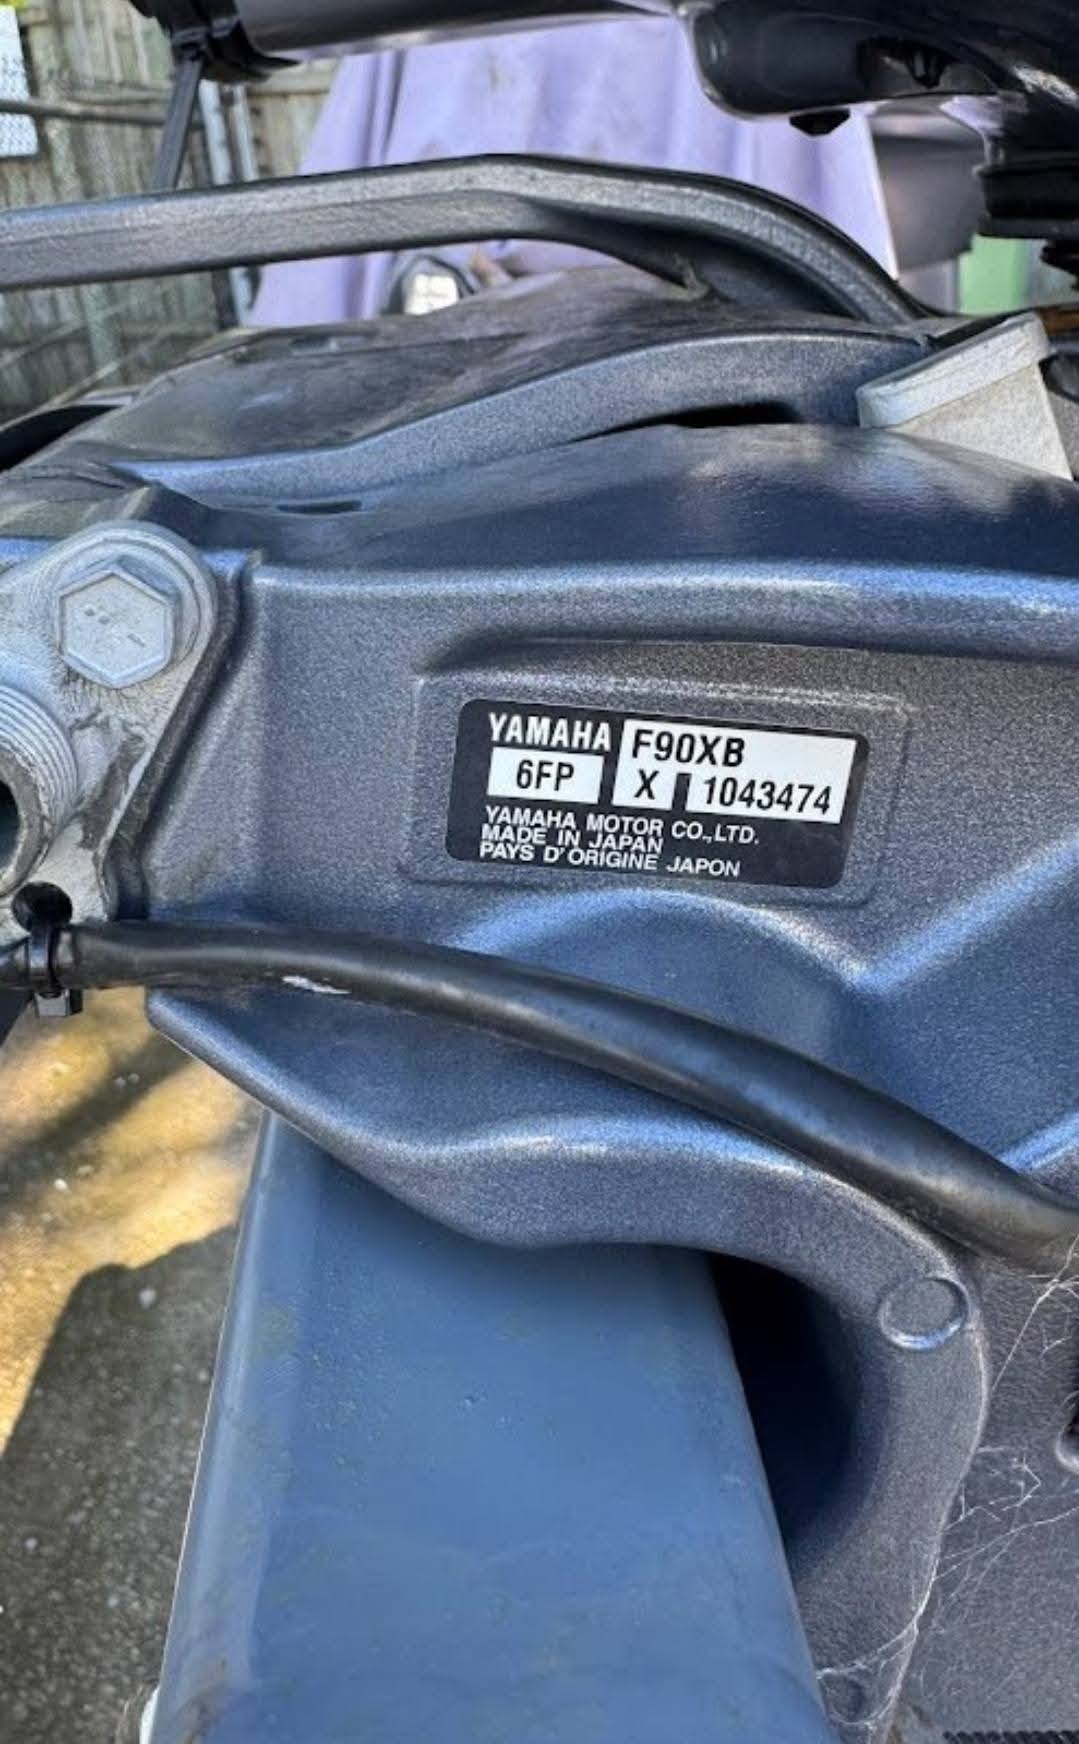 YAMAHA F90XB
6FP X 1043474
YAMAHA MOTOR CO.,LTD.
MADE IN JAPAN
PAYS D'ORIGINE JAPON